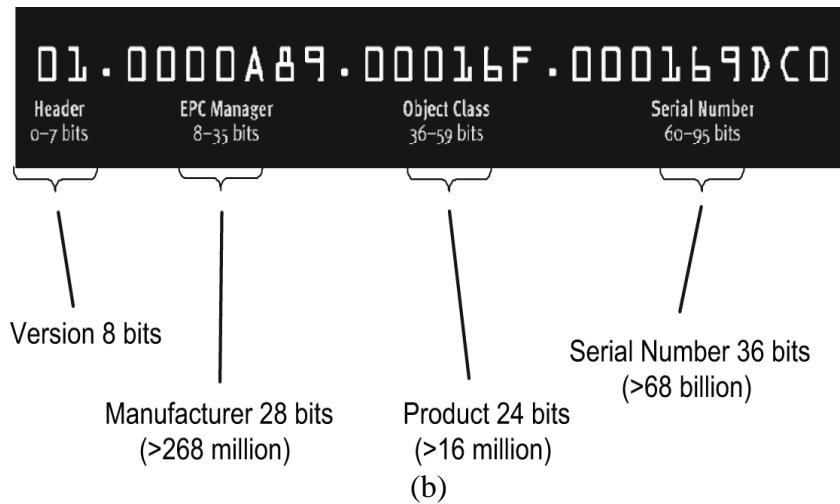 01.0000A89.00016F.000169DC0
Header EPC Manager Object Class Serial Number
0–7 bits 8–35 bits 36–59 bits 60–95 bits
Version 8 bits
Manufacturer 28 bits
(>268 million)
Product 24 bits
(>16 million)
Serial Number 36 bits
(>68 billion)
(b)